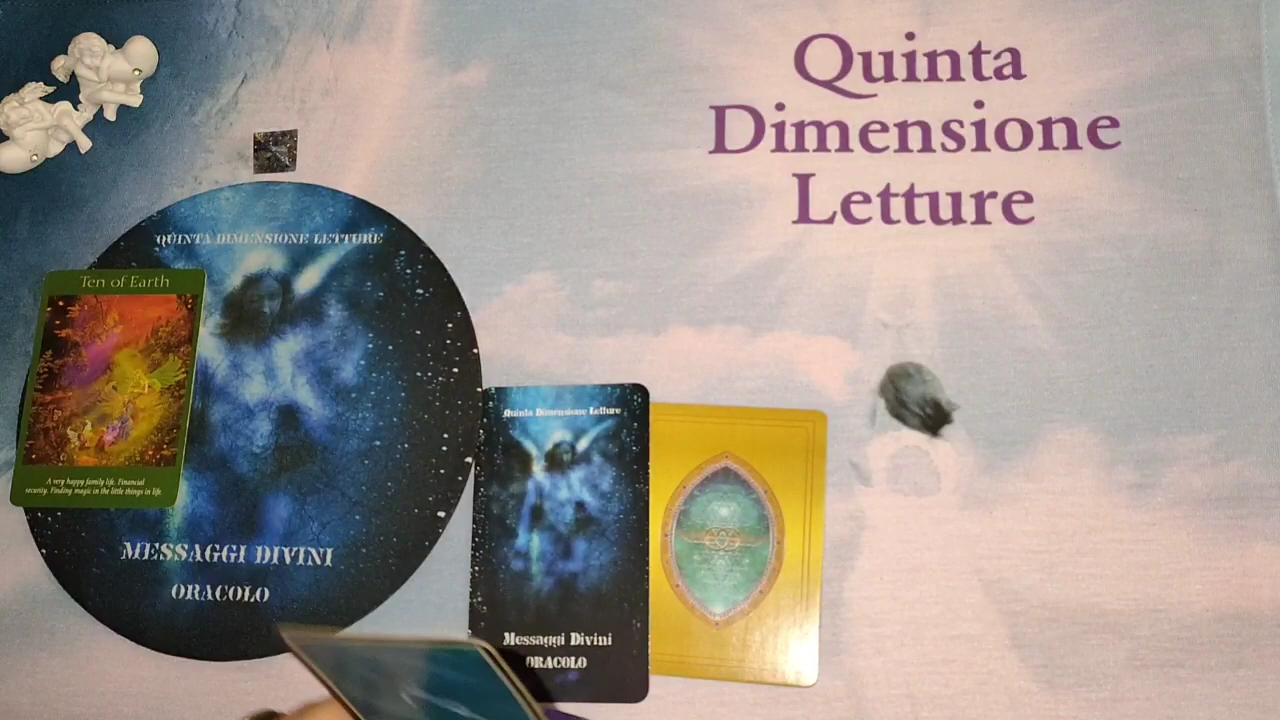 Quinta
Dimensione
Letture
QUINTA DIMENSIONE LETTURE
Ten of Earth
A very happy family life. Financial
security. Finding magic in the little things in life.
MESSAGGI DIVINI
ORACOLO
Quinta Dimensione Letture
Messaggi Divini
ORACOLO